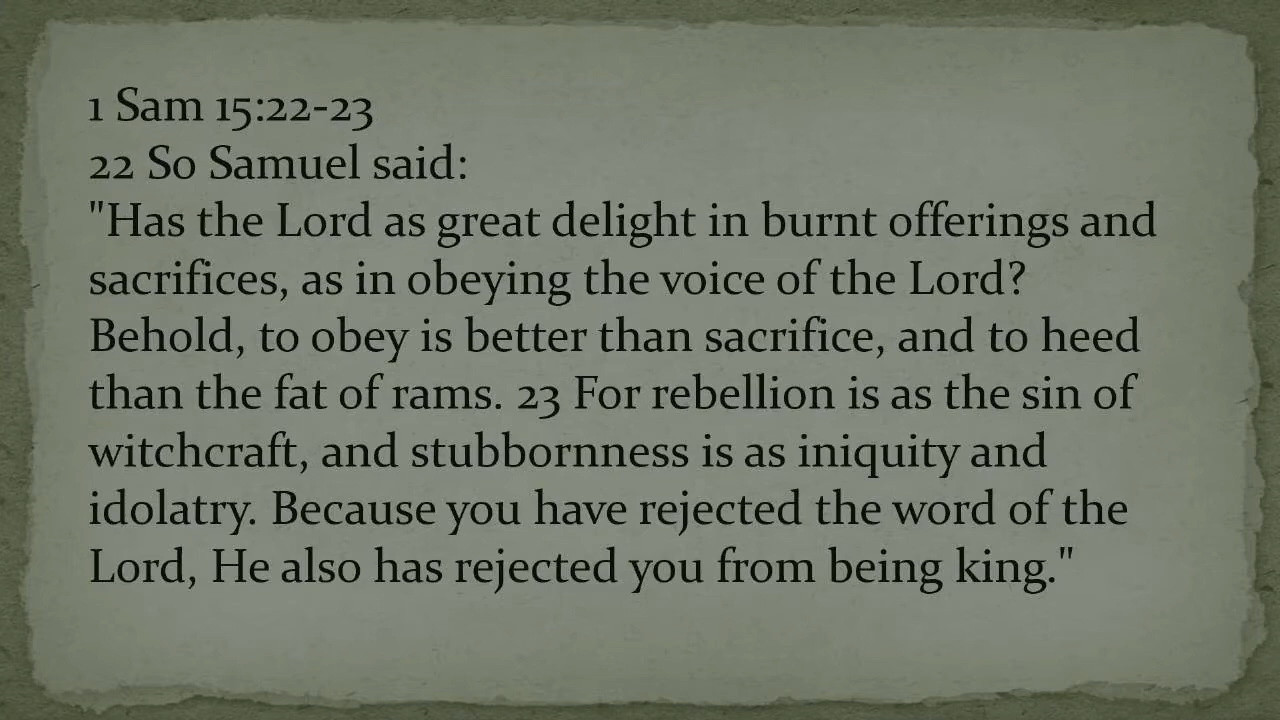 1 Sam 15:22-23
22 So Samuel said:
"Has the Lord as great delight in burnt offerings and
sacrifices, as in obeying the voice of the Lord?
Behold, to obey is better than sacrifice, and to heed
than the fat of rams. 23 For rebellion is as the sin of
witchcraft, and stubbornness is as iniquity and
idolatry. Because you have rejected the word of the
Lord, He also has rejected you from being king."